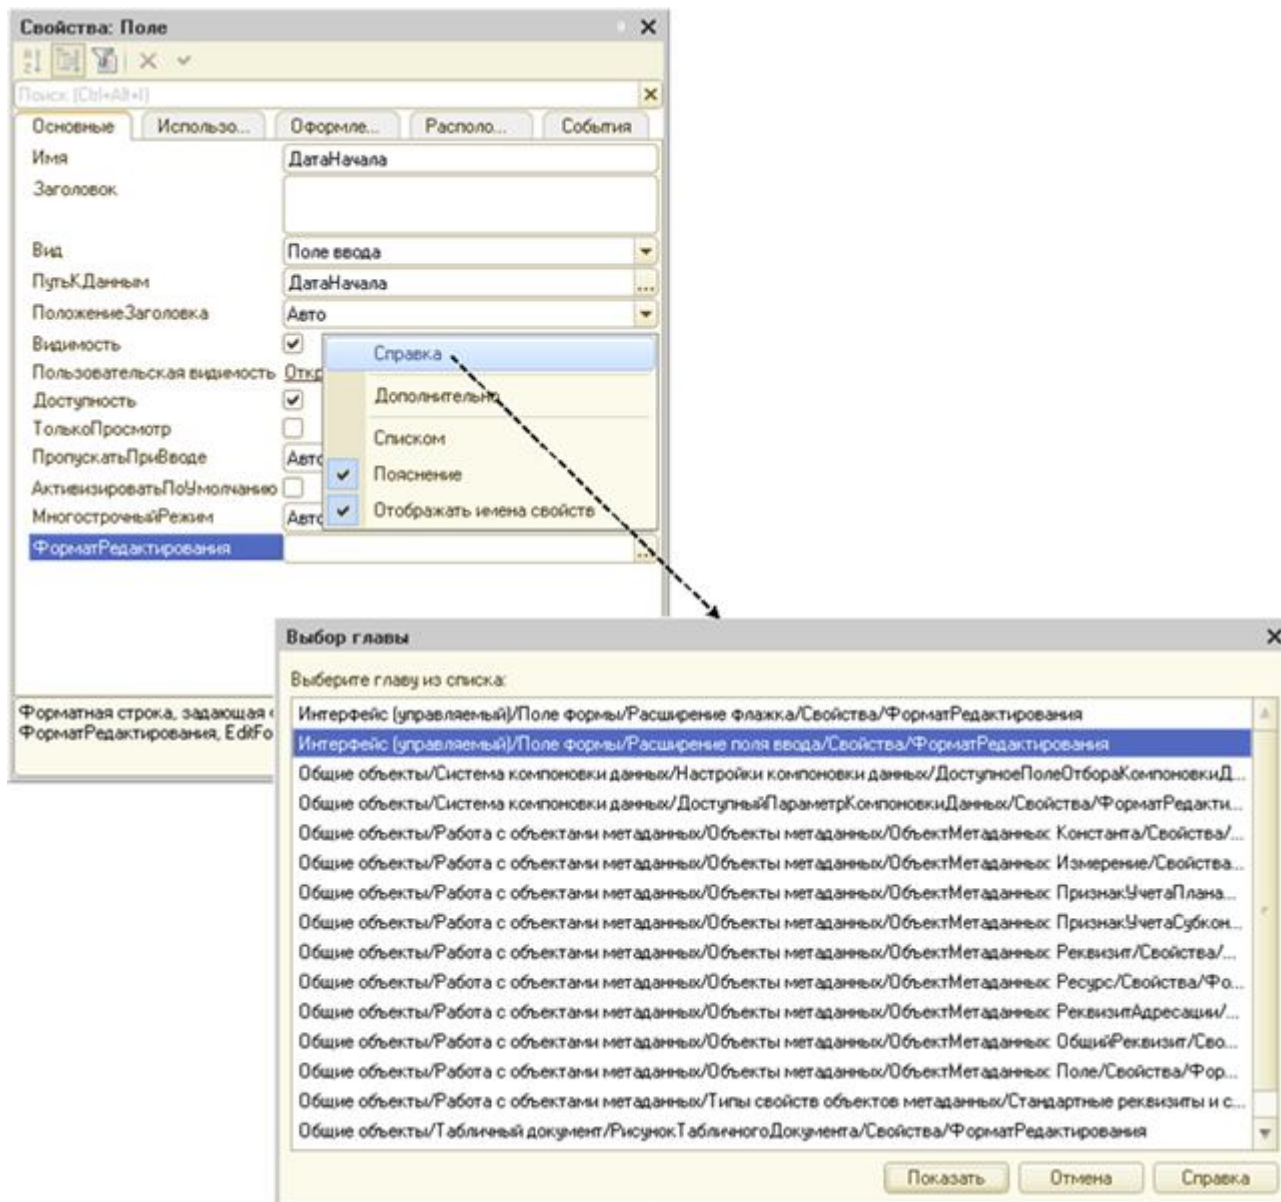 Свойства: Поле
Поиск (Ctrl+Alt+I)
Основные Использо... Оформле... Располо... События
Имя ДатаНачала
Заголовок
Вид Поле ввода
ПутьКДанным ДатаНачала ...
ПоложениеЗаголовка Авто
Видимость
Пользовательская видимость Откр
Доступность
ТолькоПросмотр
ПропускатьПриВводе Авто
АктивизироватьПоУмолчанию
МногострочныйРежим Авто
ФорматРедактирования ...
Справка
Дополнительно
Списком
Пояснение
Отображать имена свойств
Форматная строка, задающая
ФорматРедактирования, EditFo
Выбор главы
Выберите главу из списка:
Интерфейс (управляемый)/Поле формы/Расширение флажка/Свойства/ФорматРедактирования
Интерфейс (управляемый)/Поле формы/Расширение поля ввода/Свойства/ФорматРедактирования
Общие объекты/Система компоновки данных/Настройки компоновки данных/ДоступноеПолеОтбораКомпоновкиД...
Общие объекты/Система компоновки данных/ДоступныйПараметрКомпоновкиДанных/Свойства/ФорматРедакти...
Общие объекты/Работа с объектами метаданных/Объекты метаданных/ОбъектМетаданных: Константа/Свойства/...
Общие объекты/Работа с объектами метаданных/Объекты метаданных/ОбъектМетаданных: Измерение/Свойства...
Общие объекты/Работа с объектами метаданных/Объекты метаданных/ОбъектМетаданных: ПризнакУчетаПлана...
Общие объекты/Работа с объектами метаданных/Объекты метаданных/ОбъектМетаданных: ПризнакУчетаСубкон...
Общие объекты/Работа с объектами метаданных/Объекты метаданных/ОбъектМетаданных: Реквизит/Свойства/...
Общие объекты/Работа с объектами метаданных/Объекты метаданных/ОбъектМетаданных: Ресурс/Свойства/Фо...
Общие объекты/Работа с объектами метаданных/Объекты метаданных/ОбъектМетаданных: РеквизитАдресации/...
Общие объекты/Работа с объектами метаданных/Объекты метаданных/ОбъектМетаданных: ОбщийРеквизит/Сво...
Общие объекты/Работа с объектами метаданных/Объекты метаданных/ОбъектМетаданных: Поле/Свойства/Фор...
Общие объекты/Работа с объектами метаданных/Типы свойств объектов метаданных/Стандартные реквизиты и с...
Общие объекты/Табличный документ/РисунокТабличногоДокумента/Свойства/ФорматРедактирования
Показать Отмена Справка